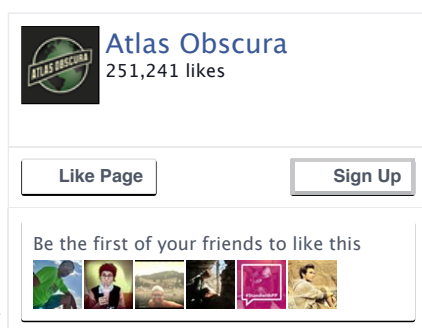 ATLAS OBSCURA
Atlas Obscura
251,241 likes
Like Page
Sign Up
Be the first of your friends to like this
#StandwithPP